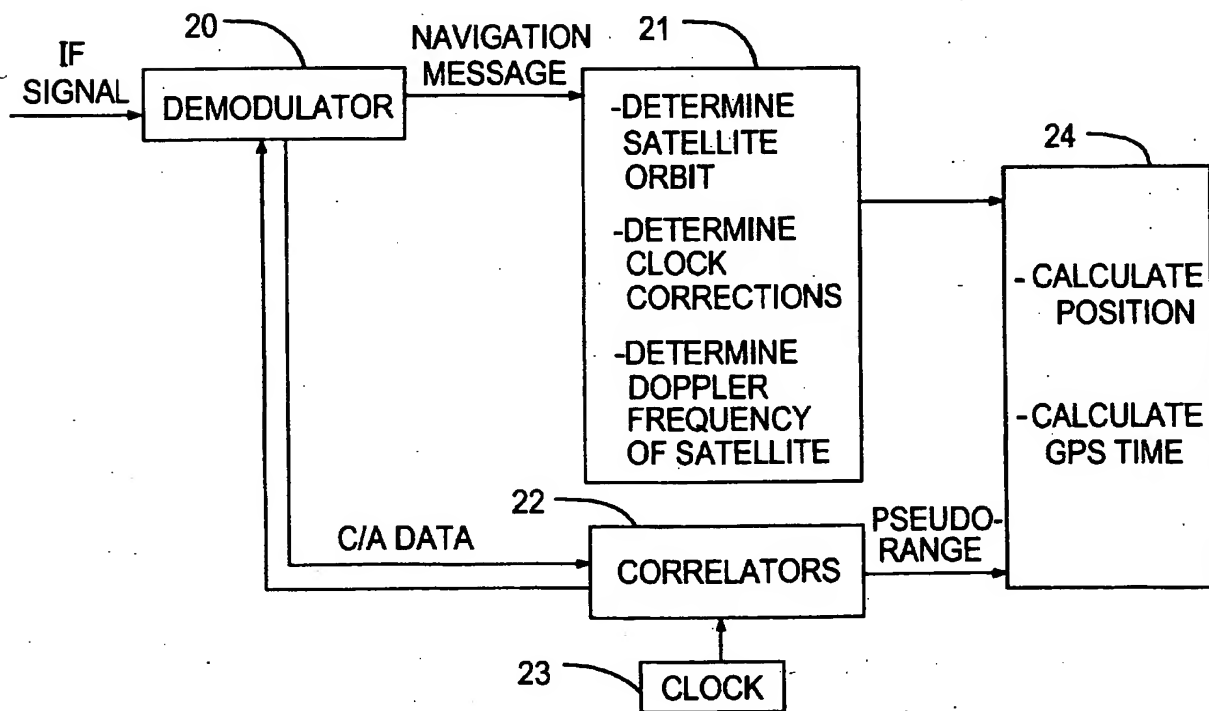 20
IF
SIGNAL
DEMODULATOR
NAVIGATION
MESSAGE
21
-DETERMINE
SATELLITE
ORBIT
-DETERMINE
CLOCK
CORRECTIONS
-DETERMINE
DOPPLER
FREQUENCY
OF SATELLITE
24
-CALCULATE
POSITION
-CALCULATE
GPS TIME
C/A DATA
22
CORRELATORS
PSEUDO-
RANGE
23
CLOCK